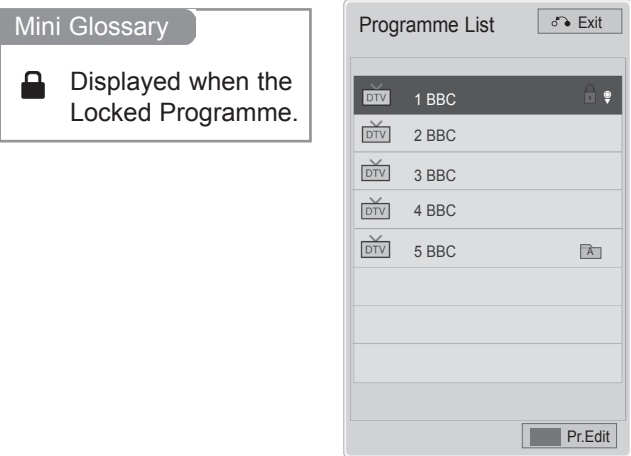 Mini Glossary
Displayed when the
Locked Programme.
Programme List
Exit
DTV 1 BBC
DTV 2 BBC
DTV 3 BBC
DTV 4 BBC
DTV 5 BBC A
Pr.Edit